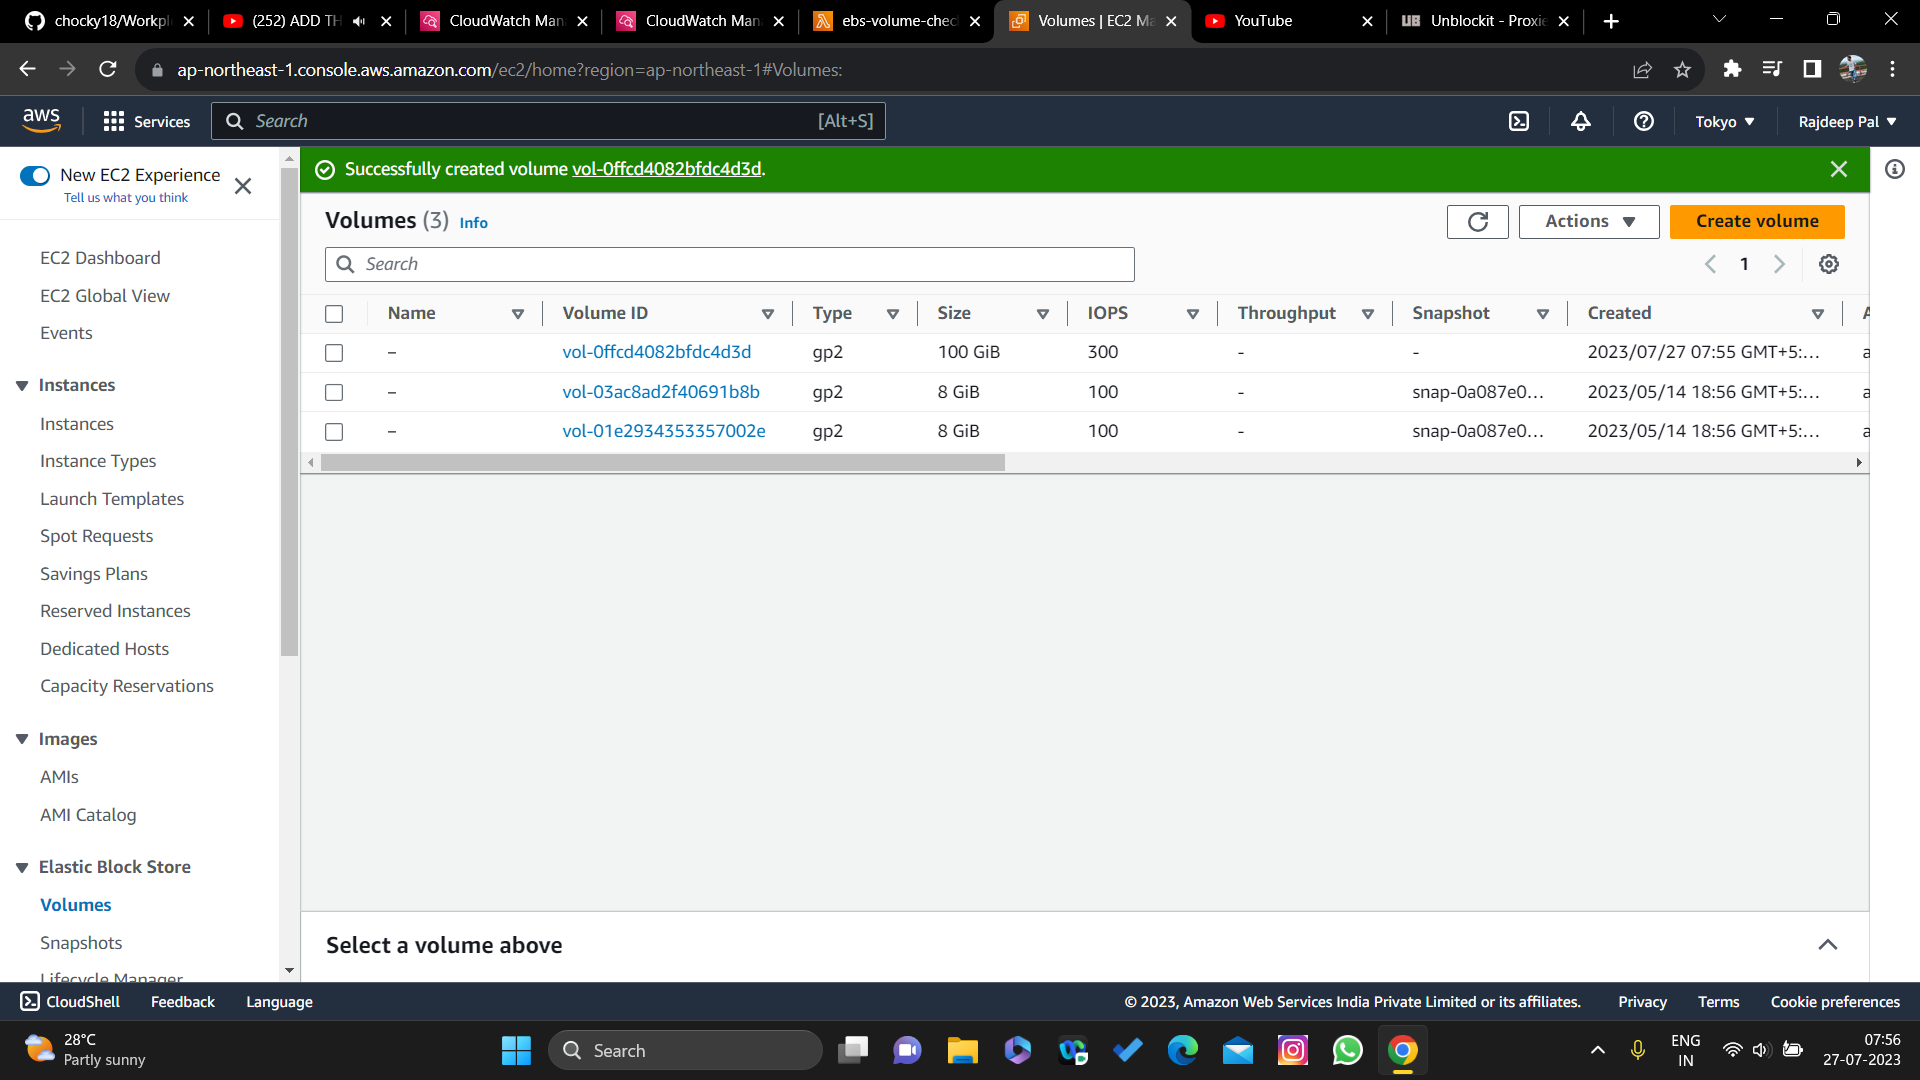 chocky18/Workpl
(252) ADD TH
CloudWatch Man
CloudWatch Man
ebs-volume-chec
Volumes | EC2 Ma
YouTube
UB Unblockit - Proxie
ap-northeast-1.console.aws.amazon.com/ec2/home?region=ap-northeast-1#Volumes:
aws
Services
Search
[Alt+S]
Tokyo
Rajdeep Pal
New EC2 Experience
Tell us what you think
EC2 Dashboard
EC2 Global View
Events
Instances
Instances
Instance Types
Launch Templates
Spot Requests
Savings Plans
Reserved Instances
Dedicated Hosts
Capacity Reservations
Images
AMIs
AMI Catalog
Elastic Block Store
Volumes
Snapshots
Lifecycle Manager
Successfully created volume vol-0ffcd4082bfdc4d3d.
Volumes (3) Info
Actions
Create volume
Search
1
Name Volume ID Type Size IOPS Throughput Snapshot Created A
– vol-0ffcd4082bfdc4d3d gp2 100 GiB 300 - - 2023/07/27 07:55 GMT+5:... a
– vol-03ac8ad2f40691b8b gp2 8 GiB 100 - snap-0a087e0... 2023/05/14 18:56 GMT+5:... a
– vol-01e2934353357002e gp2 8 GiB 100 - snap-0a087e0... 2023/05/14 18:56 GMT+5:... a
Select a volume above
CloudShell Feedback Language
© 2023, Amazon Web Services India Private Limited or its affiliates. Privacy Terms Cookie preferences
28°C
Partly sunny
Search
ENG
IN
07:56
27-07-2023